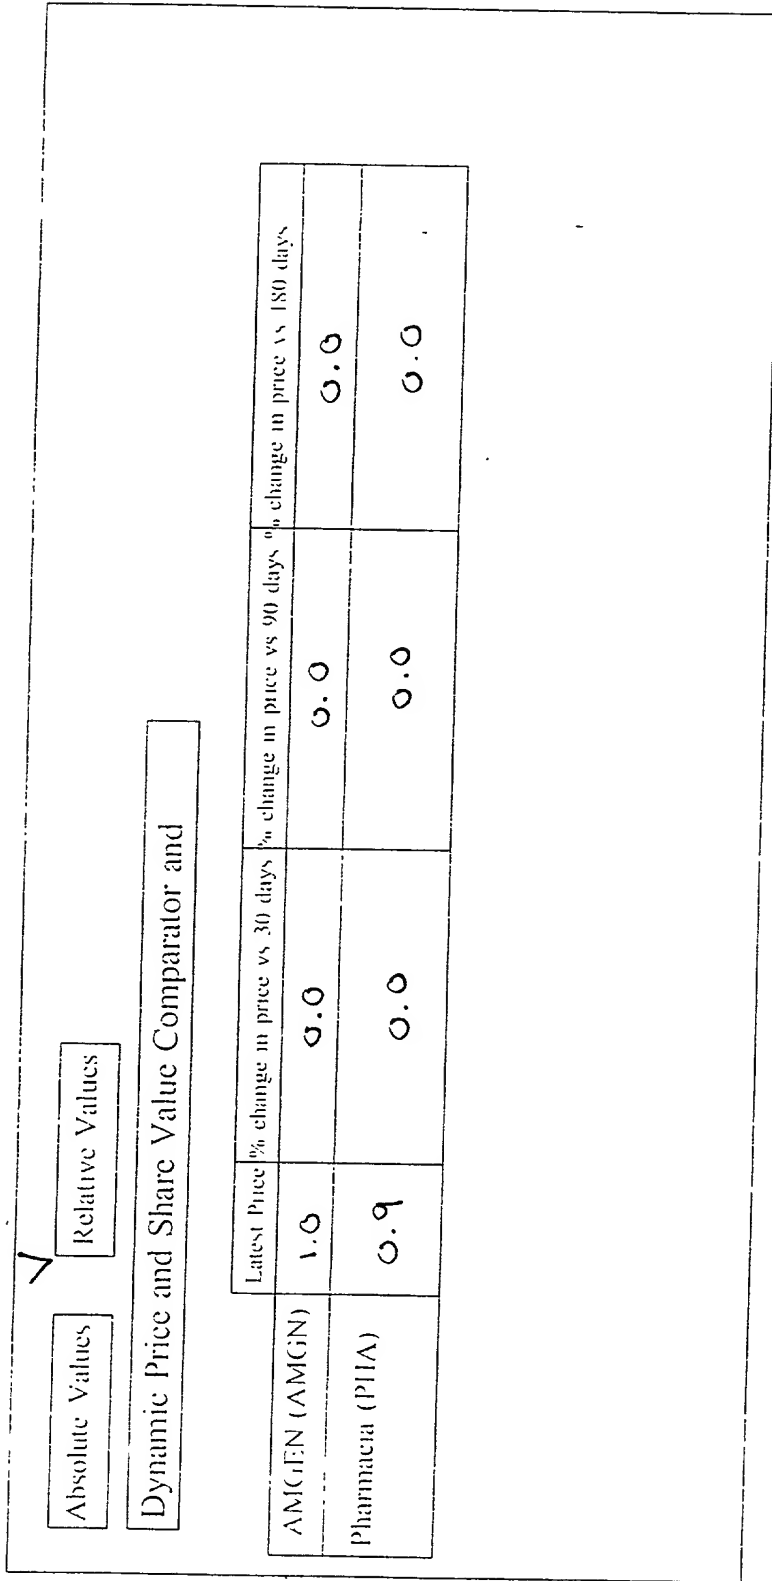 ✓
Absolute Values Relative Values
Dynamic Price and Share Value Comparator and
Latest Price % change in price vs 30 days % change in price vs 90 days % change in price vs 180 days
AMGEN (AMGN) 1.0 0.0 0.0 0.0
Pharmacia (PHA) 0.9 0.0 0.0 0.0